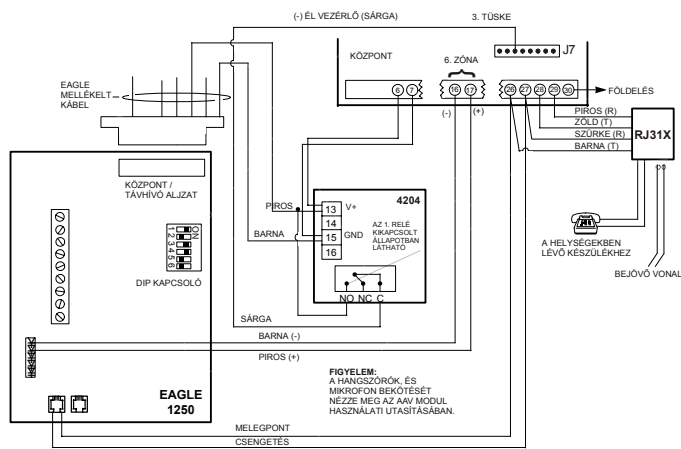 (-) ÉL VEZÉRLŐ (SÁRGA)
3. TÜSKE
J7
KÖZPONT
6. ZÓNA
6 7 16 17 26 27 28 29 30
FÖLDELÉS
(-) (+)
EAGLE
MELLÉKELT
KÁBEL
PIROS (R)
ZÖLD (T)
SZÜRKE (R)
BARNA (T)
RJ31X
KÖZPONT /
TÁVHÍVÓ ALJZAT
ON
1 2 3 4 5 6
DIP KAPCSOLÓ
PIROS
BARNA
4204
13 V+
14
15 GND
16
AZ 1. RELÉ
KIKAPCSOLT
ÁLLAPOTBAN
LÁTHATÓ
NO NC C
A HELYSÉGEKBEN
LÉVŐ KÉSZÜLÉKHEZ
BEJÖVŐ VONAL
SÁRGA
BARNA (-)
PIROS (+)
FIGYELEM:
A HANGSZÓRÓK, ÉS
MIKROFON BEKÖTÉSÉT
NÉZZE MEG AZ AAV MODUL
HASZNÁLATI UTASÍTÁSÁBAN.
EAGLE
1250
MELEGPONT
CSENGETÉS